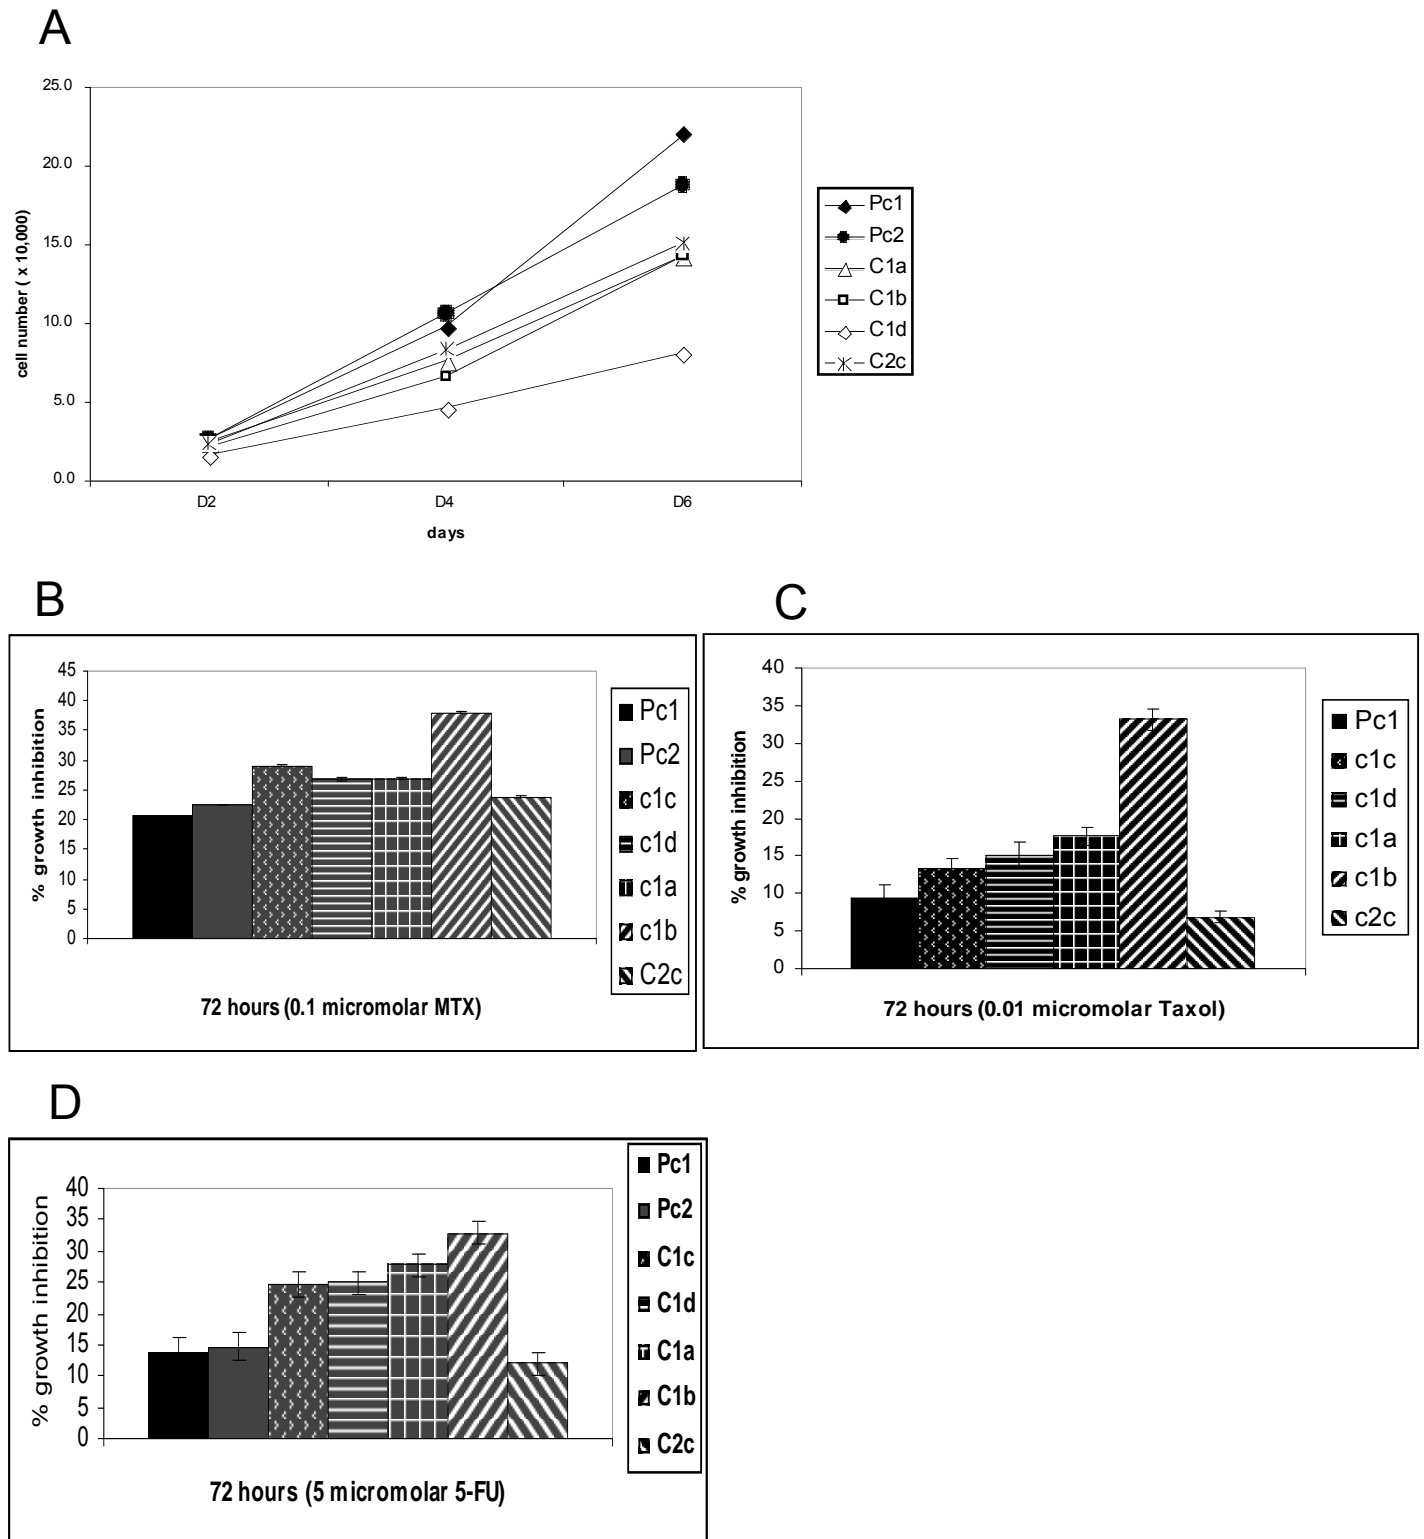 A
25.0
20.0
15.0
10.0
5.0
0.0
cell number ( x 10,000)
D2 D4 D6
days
Pc1
Pc2
C1a
C1b
C1d
C2c
B
45
40
35
30
25
20
15
10
5
0
% growth inhibition
72 hours (0.1 micromolar MTX)
Pc1
Pc2
c1c
c1d
c1a
c1b
C2c
C
40
35
30
25
20
15
10
5
0
% growth inhibition
72 hours (0.01 micromolar Taxol)
Pc1
c1c
c1d
c1a
c1b
c2c
D
40
35
30
25
20
15
10
5
0
% growth inhibition
72 hours (5 micromolar 5-FU)
Pc1
Pc2
C1c
C1d
C1a
C1b
C2c